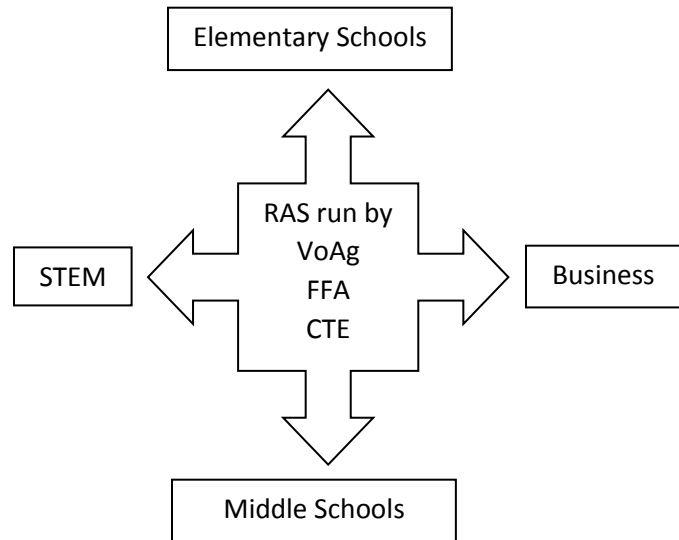 Elementary Schools
RAS run by
VoAg
FFA
CTE
STEM
Business
Middle Schools